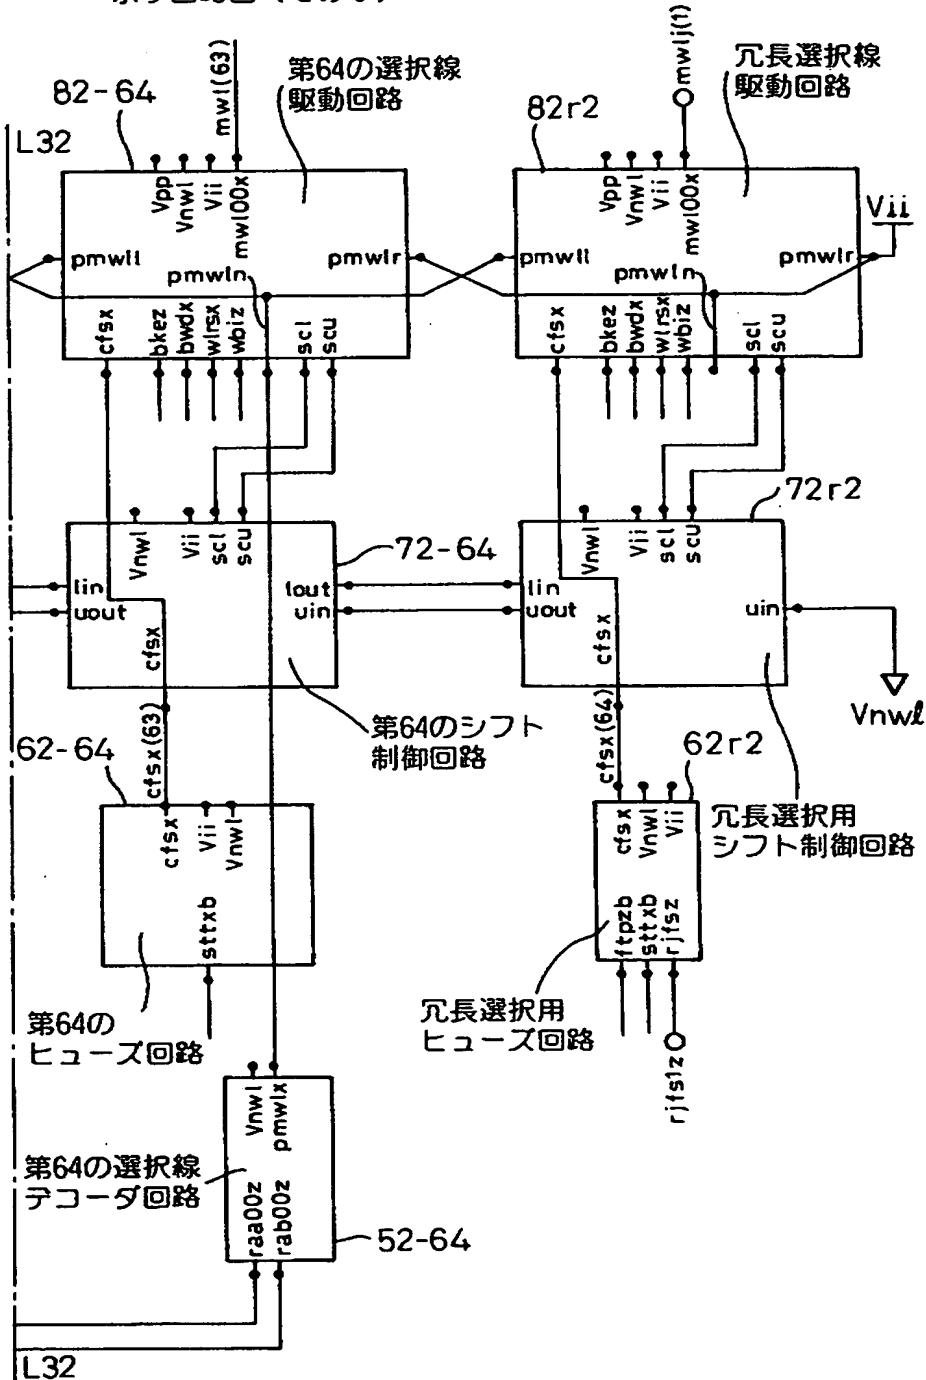 mwl(63)
mwlj(1)
82-64
第64の選択線
駆動回路
82r2
冗長選択線
駆動回路
L32
Vpp
Vnwl
Vii
mwl00x
pmwll
pmwlr
pmwln
cfsx
bkez
bwdx
wlrsx
wbiz
scl
scu
Vpp
Vnwl
Vii
mwl00x
pmwll
pmwlr
pmwln
Vii
cfsx
bkez
bwdx
wlrsx
wbiz
scl
scu
Vnwl
Vii
scl
scu
72-64
lin
uout
lout
uin
cfsx
第64のシフト
制御回路
Vnwl
Vii
scl
scu
72r2
lin
uout
uin
cfsx
Vnwl
冗長選択用
シフト制御回路
62-64
cfsx(63)
cfsx
Vii
Vnwl
sttxb
第64の
ヒューズ回路
cfsx(64)
62r2
cfsx
Vnwl
Vii
ftpzb
sttxb
rjfsz
冗長選択用
ヒューズ回路
rjfs1z
Vnwl
pmwlx
raa00z
rab00z
第64の選択線
デコーダ回路
52-64
L32